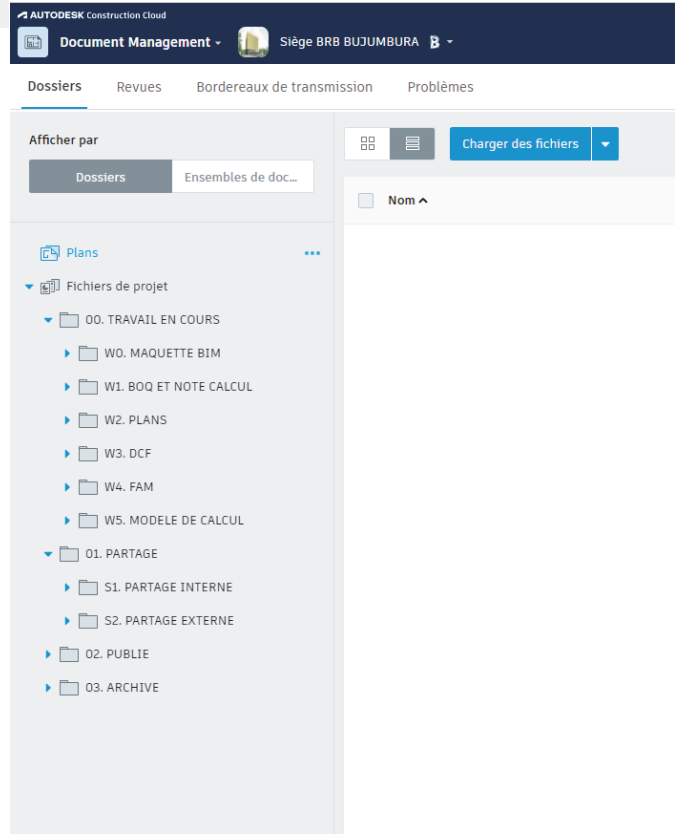 AUTODESK Construction Cloud
Document Management
Siège BRB BUJUMBURA B
Dossiers Revues Bordereaux de transmission Problèmes
Afficher par
Dossiers Ensembles de doc...
Charger des fichiers
Nom
Plans
Fichiers de projet
00. TRAVAIL EN COURS
W0. MAQUETTE BIM
W1. BOQ ET NOTE CALCUL
W2. PLANS
W3. DCF
W4. FAM
W5. MODELE DE CALCUL
01. PARTAGE
S1. PARTAGE INTERNE
S2. PARTAGE EXTERNE
02. PUBLIE
03. ARCHIVE